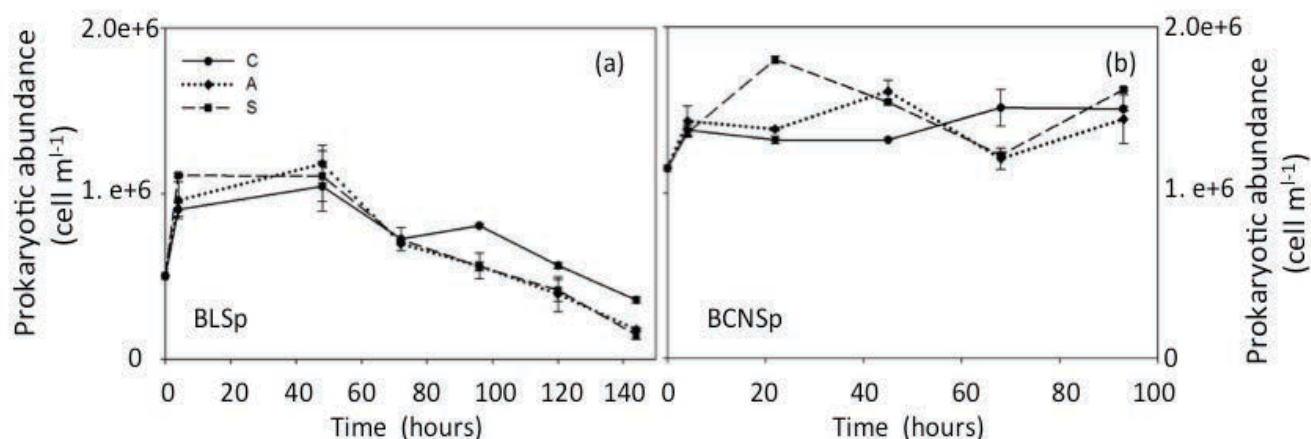 Prokaryotic abundance
(cell m^l-1)
2.0e+6
1. e+6
0
C
A
S
(a)
BLSp
0 20 40 60 80 100 120 140
Time (hours)
(b)
BCNSp
0 20 40 60 80 100
Time (hours)
2.0e+6
1.e+6
0
Prokaryotic abundance
(cell m^l-1)